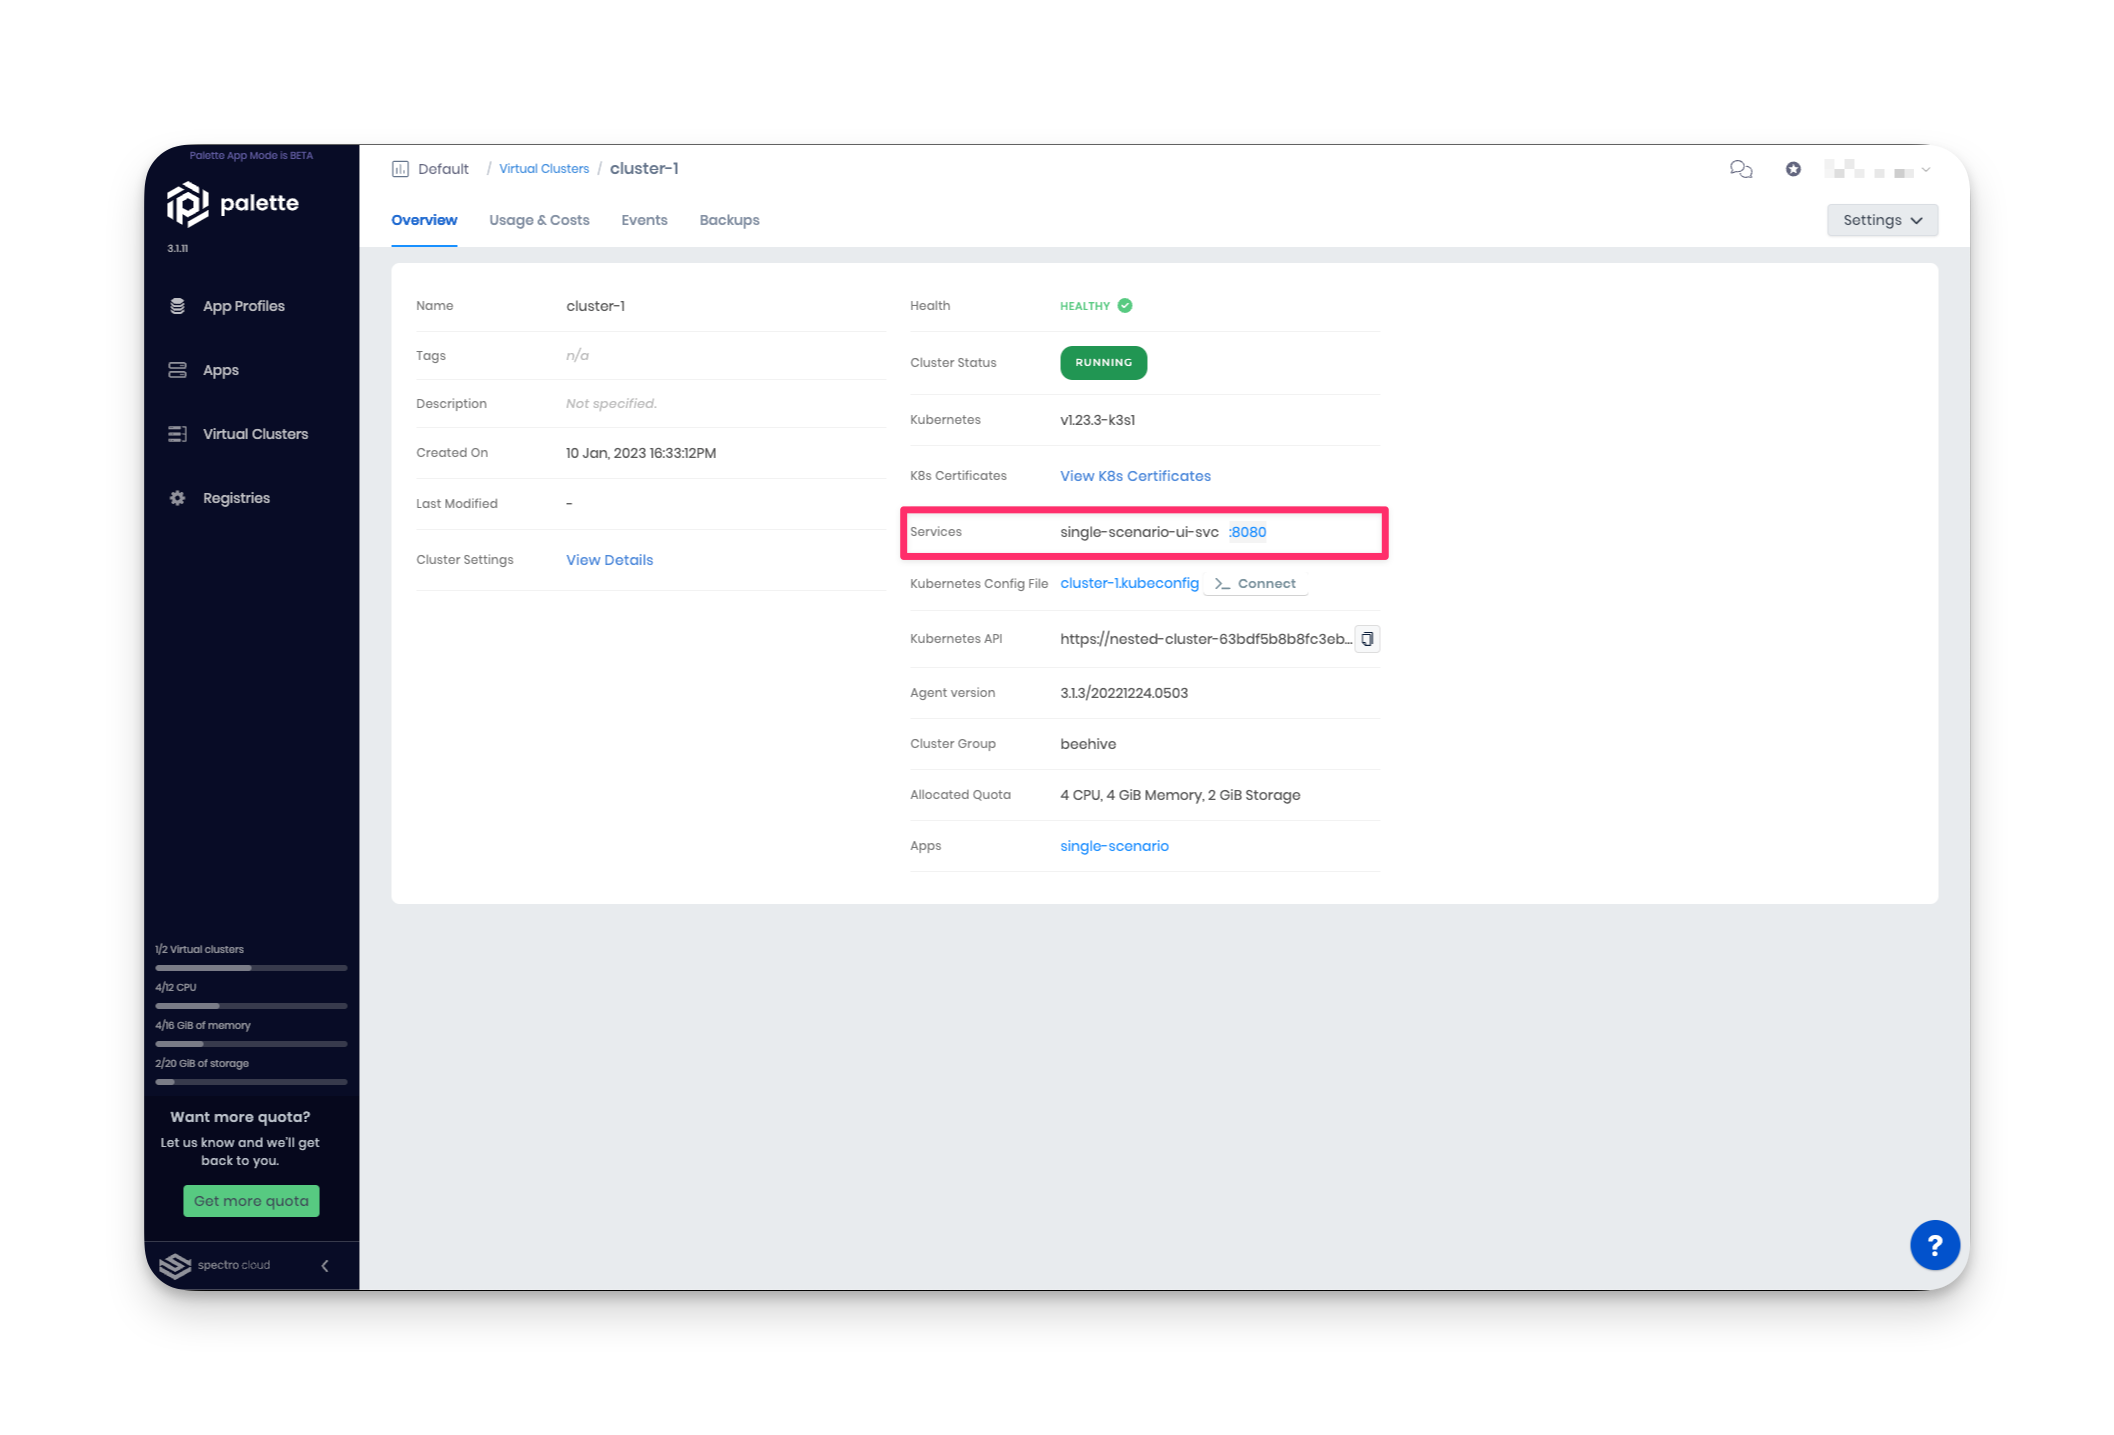 Palette App Mode is BETA
palette
3.1.11
App Profiles
Apps
Virtual Clusters
Registries
1/2 Virtual clusters
4/12 CPU
4/16 GiB of memory
2/20 GiB of storage
Want more quota?
Let us know and we'll get
back to you.
Get more quota
spectro cloud
Default / Virtual Clusters / cluster-1
Overview Usage & Costs Events Backups
Settings
Name cluster-1
Tags n/a
Description Not specified.
Created On 10 Jan, 2023 16:33:12PM
Last Modified -
Cluster Settings View Details
Health HEALTHY
Cluster Status RUNNING
Kubernetes v1.23.3-k3s1
K8s Certificates View K8s Certificates
Services single-scenario-ui-svc :8080
Kubernetes Config File cluster-1.kubeconfig >_ Connect
Kubernetes API https://nested-cluster-63bdf5b8b8fc3eb...
Agent version 3.1.3/20221224.0503
Cluster Group beehive
Allocated Quota 4 CPU, 4 GiB Memory, 2 GiB Storage
Apps single-scenario
?